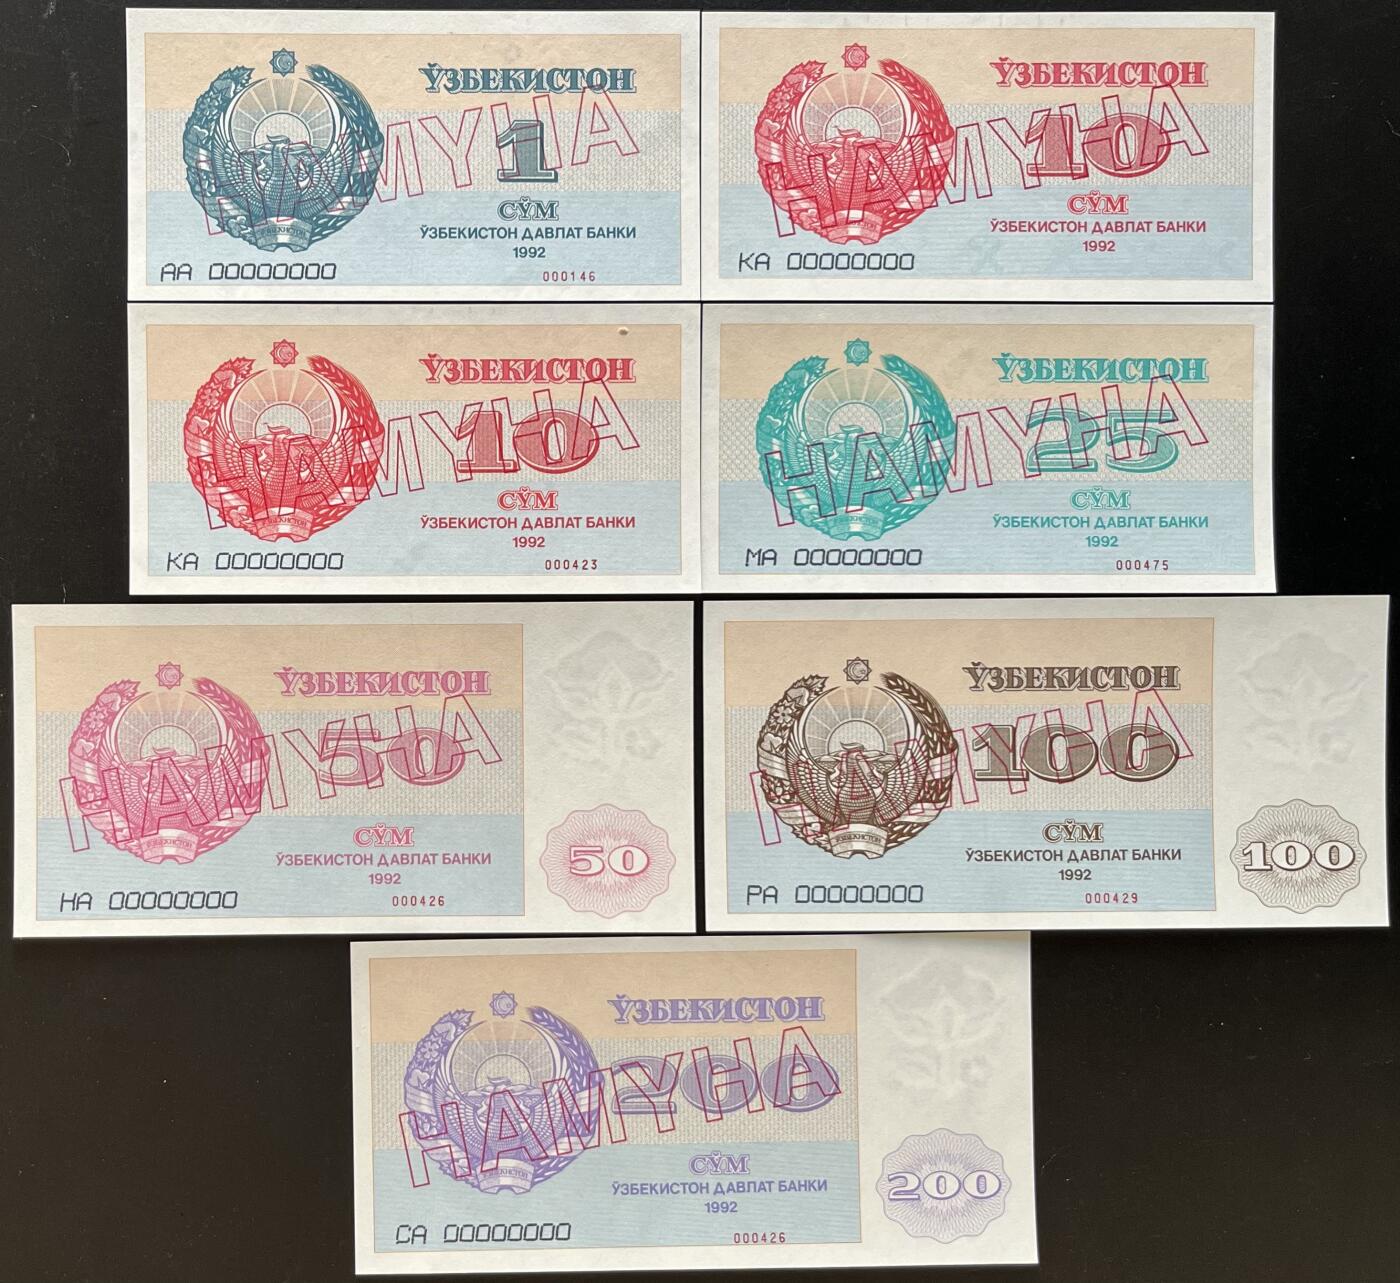 ЎЗБЕКИСТОН
1
НАМУНА
СЎМ
ЎЗБЕКИСТОН ДАВЛАТ БАНКИ
1992
АА 00000000
000146
ЎЗБЕКИСТОН
10
НАМУНА
СЎМ
ЎЗБЕКИСТОН ДАВЛАТ БАНКИ
1992
КА 00000000
ЎЗБЕКИСТОН
10
НАМУНА
СЎМ
ЎЗБЕКИСТОН ДАВЛАТ БАНКИ
1992
ЎЗБЕКИСТОН
КА 00000000
000423
ЎЗБЕКИСТОН
25
НАМУНА
СЎМ
ЎЗБЕКИСТОН ДАВЛАТ БАНКИ
1992
МА 00000000
000475
ЎЗБЕКИСТОН
50
НАМУНА
СЎМ
ЎЗБЕКИСТОН ДАВЛАТ БАНКИ
1992
50
НА 00000000
000426
ЎЗБЕКИСТОН
100
НАМУНА
СЎМ
ЎЗБЕКИСТОН
ЎЗБЕКИСТОН ДАВЛАТ БАНКИ
1992
100
РА 00000000
000429
ЎЗБЕКИСТОН
200
НАМУНА
СЎМ
ЎЗБЕКИСТОН
ЎЗБЕКИСТОН ДАВЛАТ БАНКИ
1992
200
СА 00000000
000426